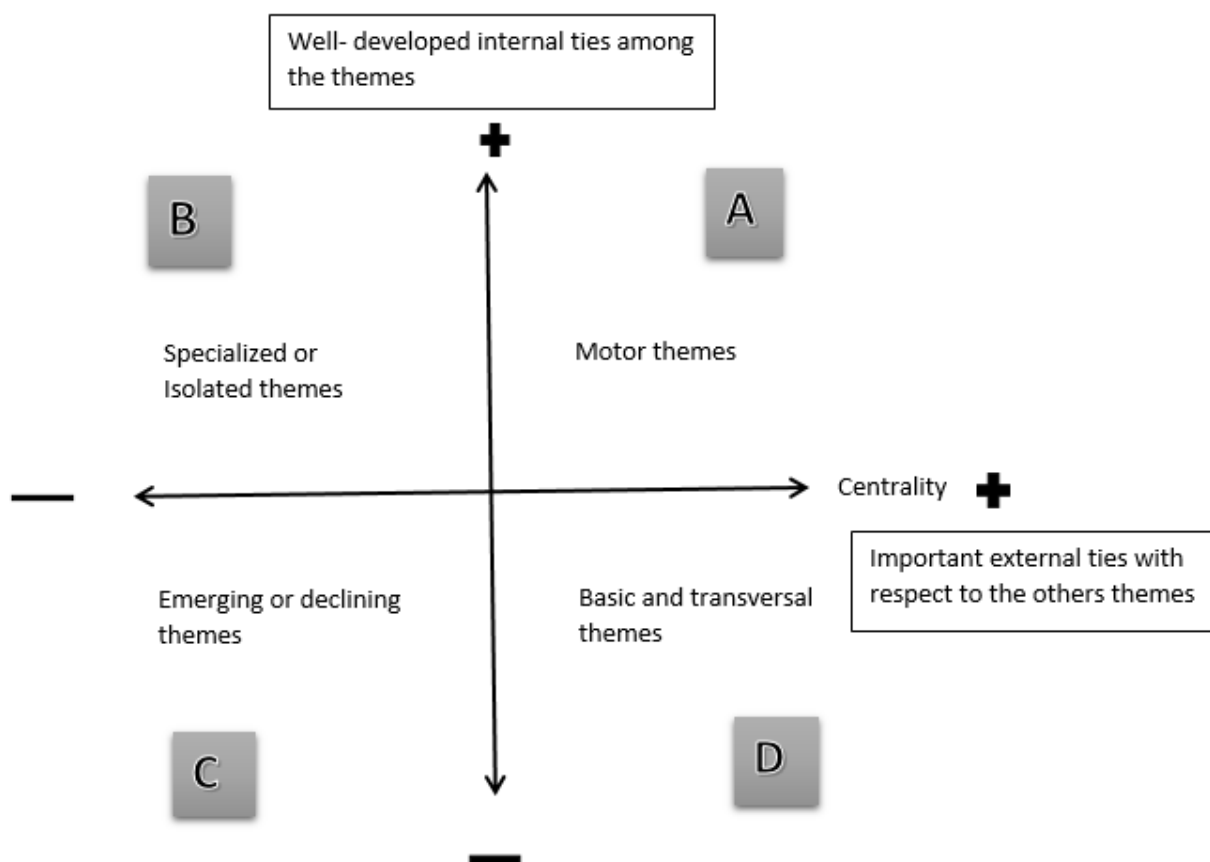 Well- developed internal ties among
the themes
B
A
Specialized or
Isolated themes
Motor themes
Centrality
Important external ties with
respect to the others themes
Emerging or declining
themes
Basic and transversal
themes
C
D